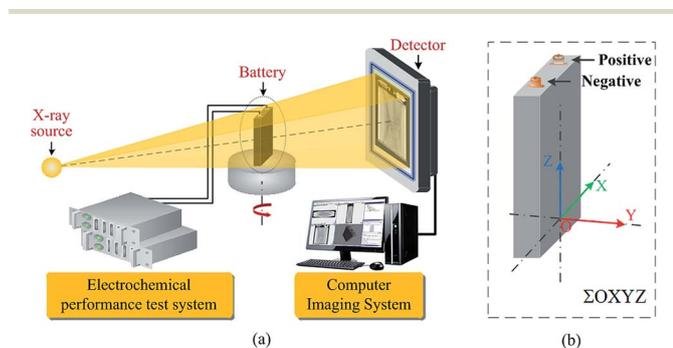 X-ray
source
Battery
Detector
Electrochemical
performance test system
Computer
Imaging System
(a)
Positive
Negative
Z
X
O
Y
ΣOXYZ
(b)